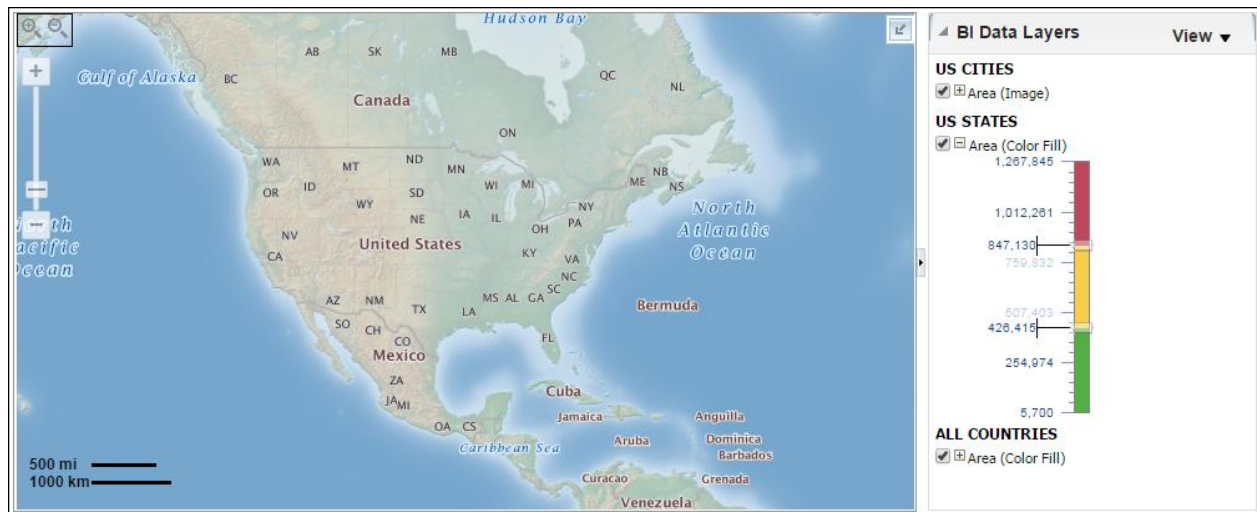 Hudson Bay
AB SK MB
Gulf of Alaska BC QC NL
Canada
ON
WA MT ND MN NB
OR ID SD WI MI ME NS
WY NE IA IL NY
North
Atlantic
Ocean
OH PA
NV United States KY VA
CA NC
SC
AZ NM TX MS AL GA
LA
Bermuda
SO CH
CO FL
Mexico
ZA
JA MI
Cuba
OA CS Jamaica Anguilla
Caribbean Sea Aruba Dominica
Barbados
Curacao Grenada
Venezuela
th
acific
Ocean
500 mi
1000 km
BI Data Layers View
US CITIES
Area (Image)
US STATES
Area (Color Fill)
1,267,845
1,012,261
847,130
759,832
507,403
426,415
254,974
5,700
ALL COUNTRIES
Area (Color Fill)